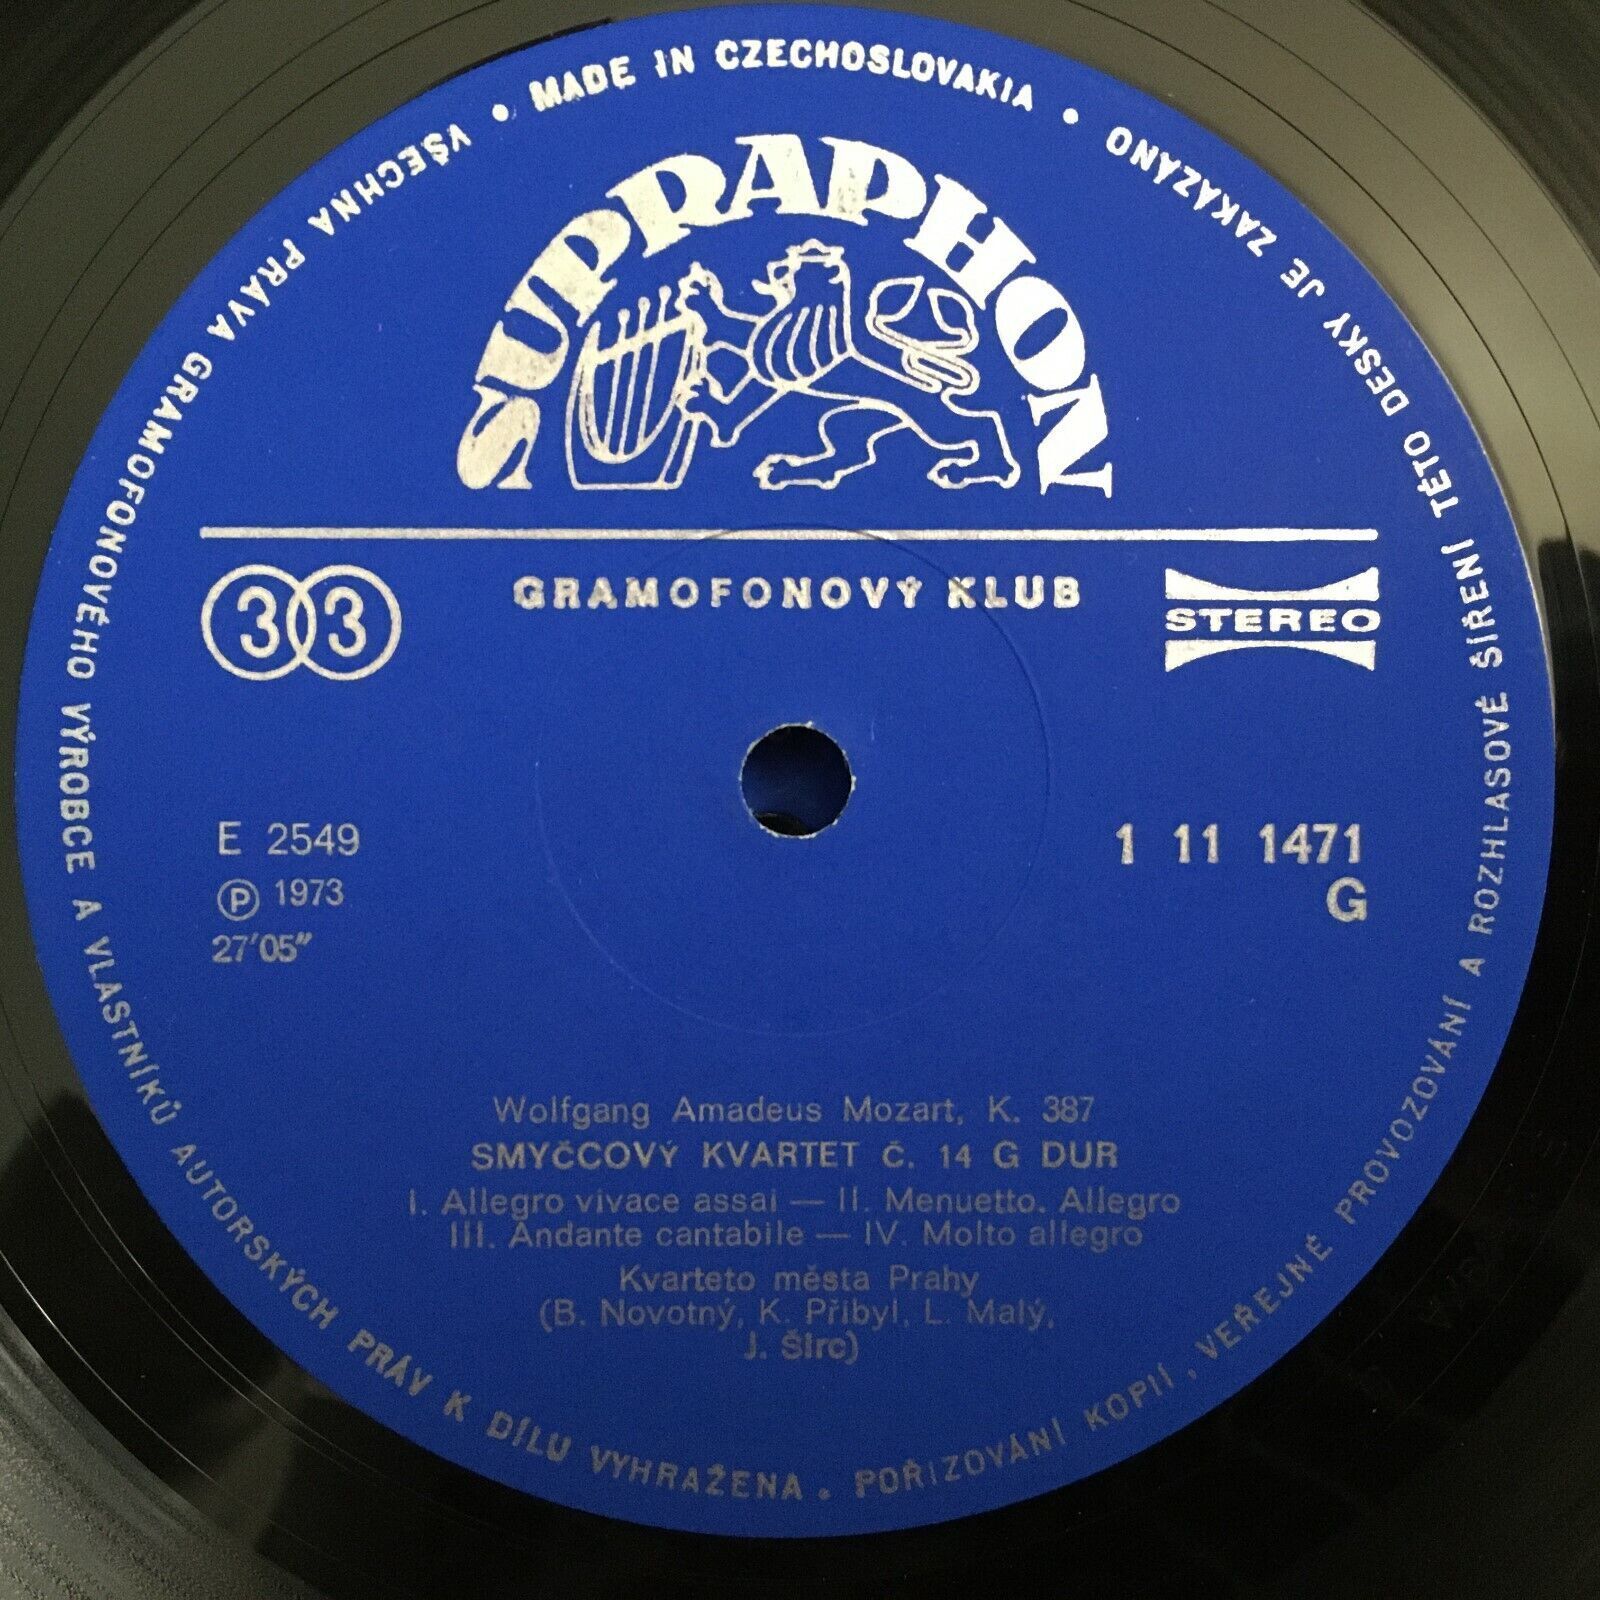 VŠECHNA PRÁVA GRAMOFONOVÉHO VÝROBCE A VLASTNÍKŮ AUTORSKÝCH PRÁV K DÍLU VYHRAŽENA . POŘIZOVÁNÍ KOPIÍ, VEŘEJNÉ PROVOZOVÁNÍ A ROZHLASOVÉ ŠÍŘENÍ TÉTO DESKY JE ZAKÁZÁNO • MADE IN CZECHOSLOVAKIA •
SUPRAPHON
33
GRAMOFONOVÝ KLUB
STEREO
E 2549
1 11 1471
Ⓟ 1973
G
27'05"
Wolfgang Amadeus Mozart, K. 387
SMYČCOVÝ KVARTET Č. 14 G DUR
I. Allegro vivace assai — II. Menuetto. Allegro
III. Andante cantabile — IV. Molto allegro
Kvarteto města Prahy
(B. Novotný, K. Přibyl, L. Malý,
J. Širc)